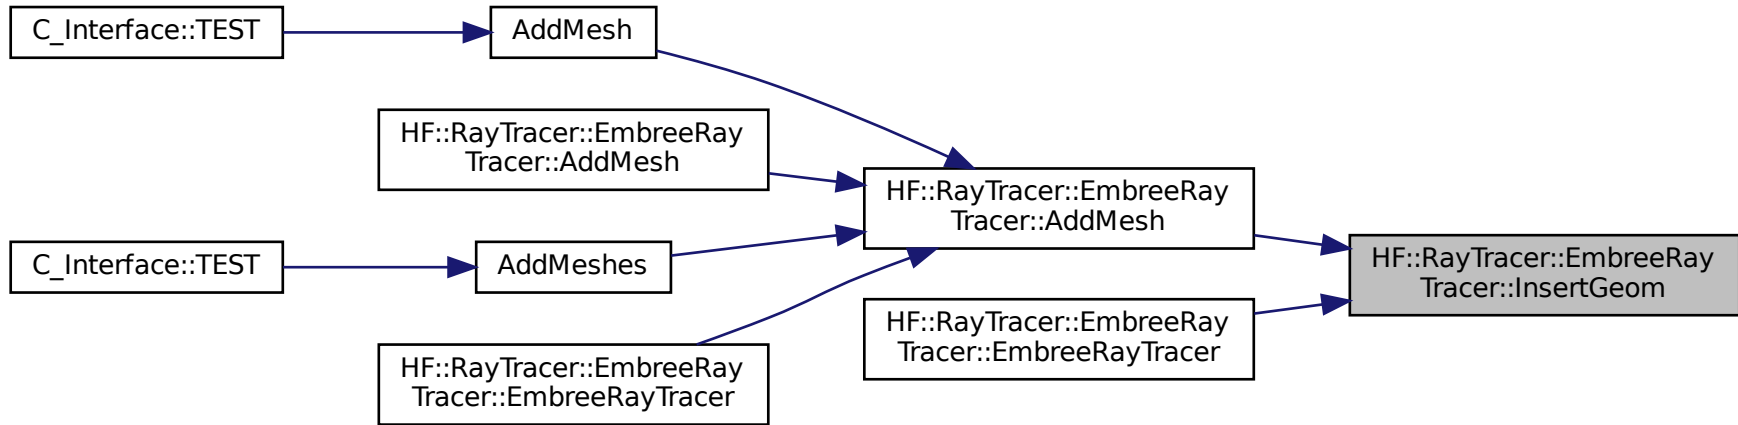 C_Interface::TEST
AddMesh
HF::RayTracer::EmbreeRay
Tracer::AddMesh
HF::RayTracer::EmbreeRay
Tracer::AddMesh
HF::RayTracer::EmbreeRay
Tracer::InsertGeom
C_Interface::TEST
AddMeshes
HF::RayTracer::EmbreeRay
Tracer::EmbreeRayTracer
HF::RayTracer::EmbreeRay
Tracer::EmbreeRayTracer